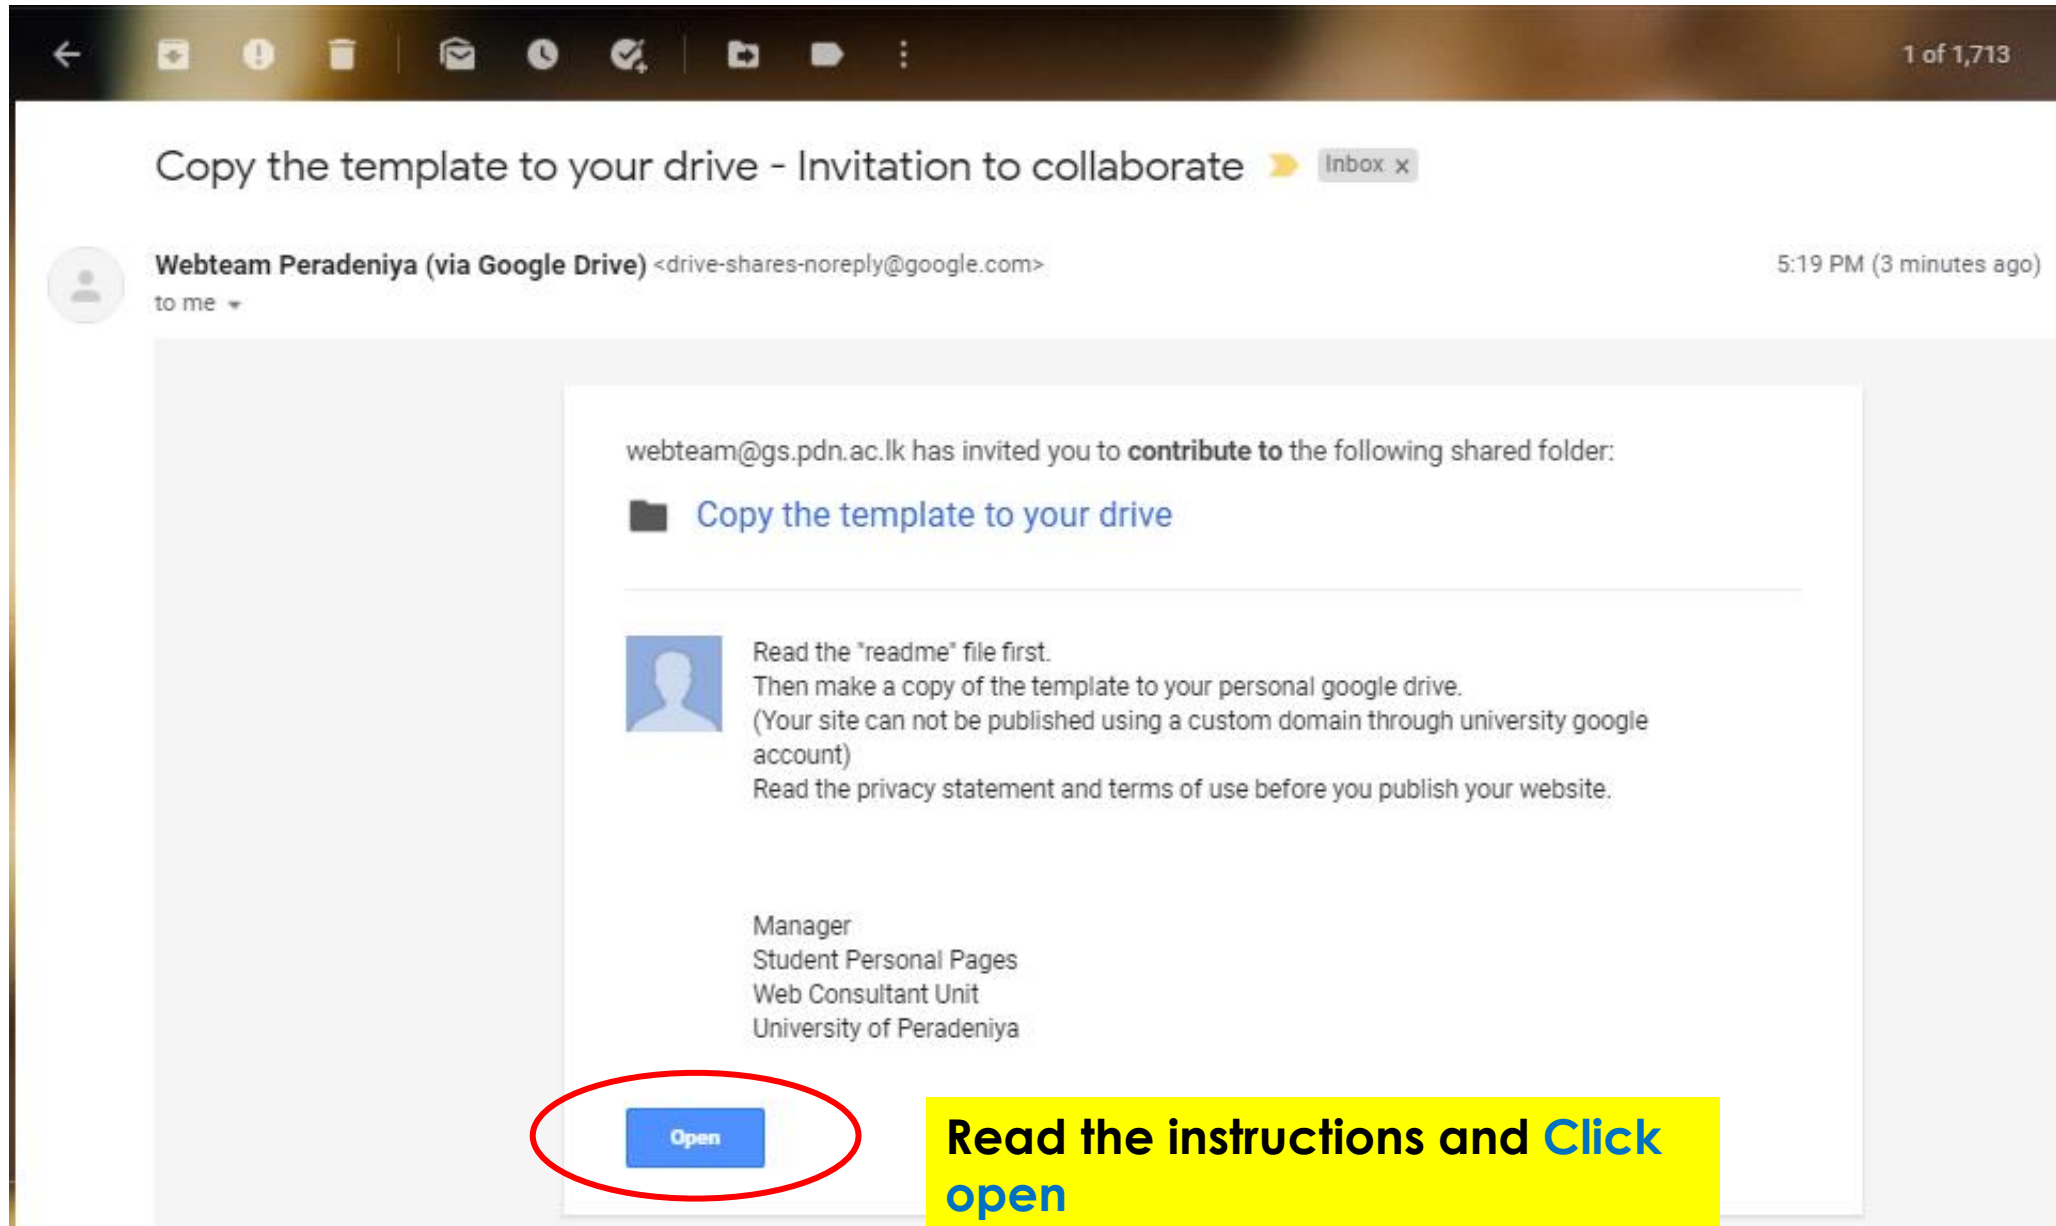 1 of 1,713
Copy the template to your drive - Invitation to collaborate
Inbox x
Webteam Peradeniya (via Google Drive) <drive-shares-noreply@google.com>
5:19 PM (3 minutes ago)
to me
webteam@gs.pdn.ac.lk has invited you to contribute to the following shared folder:
Copy the template to your drive
Read the "readme" file first.
Then make a copy of the template to your personal google drive.
(Your site can not be published using a custom domain through university google
account)
Read the privacy statement and terms of use before you publish your website.
Manager
Student Personal Pages
Web Consultant Unit
University of Peradeniya
Open
Read the instructions and Click
open